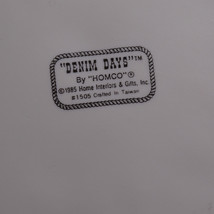 "DENIM DAYS"™
By "HOMCO"®
©1985 Home Interiors & Gifts, Inc.
#1505 Crafted in Taiwan